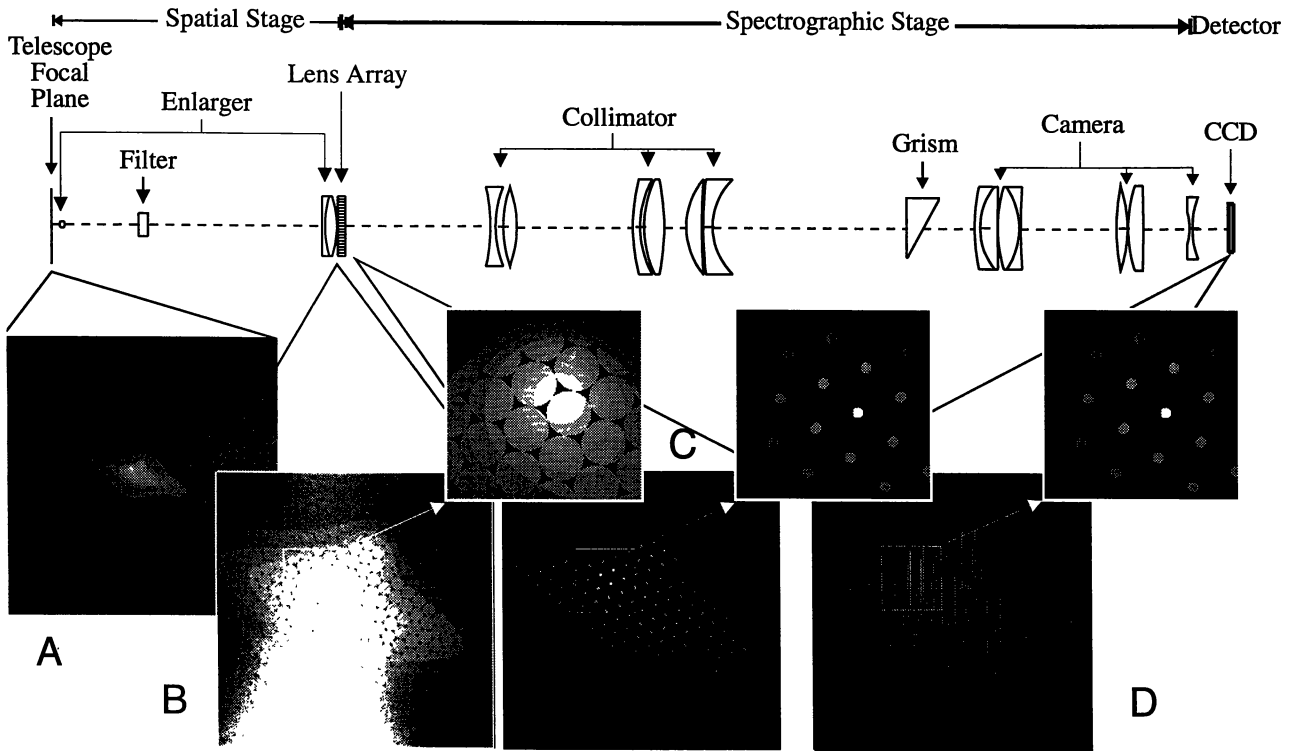 Spatial Stage
Spectrographic Stage
Detector
Telescope
Focal
Plane
Enlarger
Filter
Lens Array
Collimator
Grism
Camera
CCD
A
B
C
D